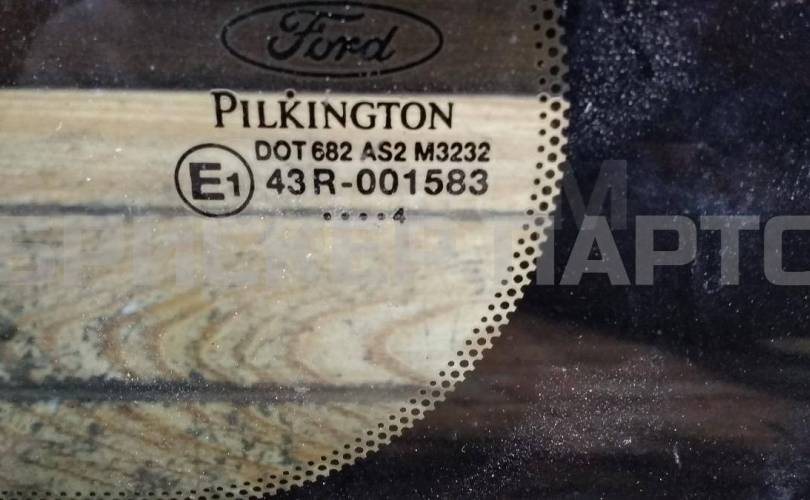 Ford
PILKINGTON
DOT 682 AS2 M3232
E1 43R-001583
....4